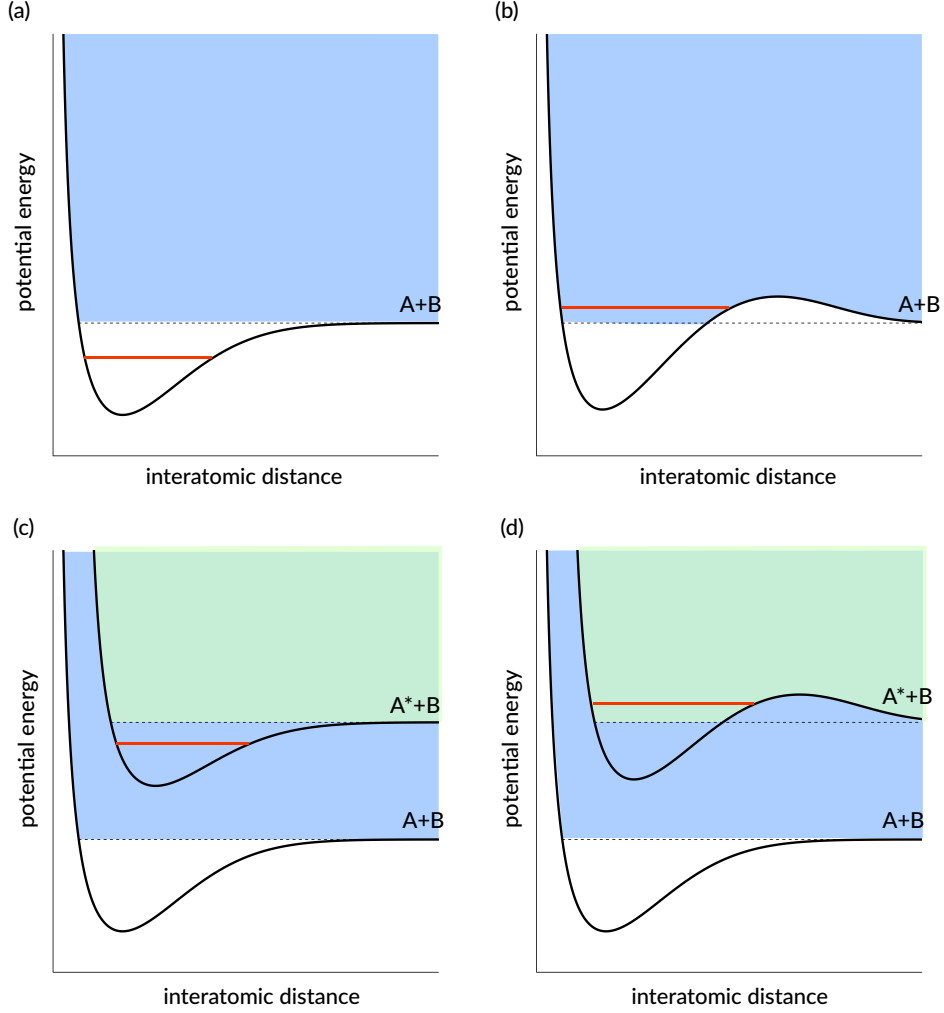 (a)
potential energy
A+B
interatomic distance
(b)
potential energy
A+B
interatomic distance
(c)
potential energy
A*+B
A+B
interatomic distance
(d)
potential energy
A*+B
A+B
interatomic distance